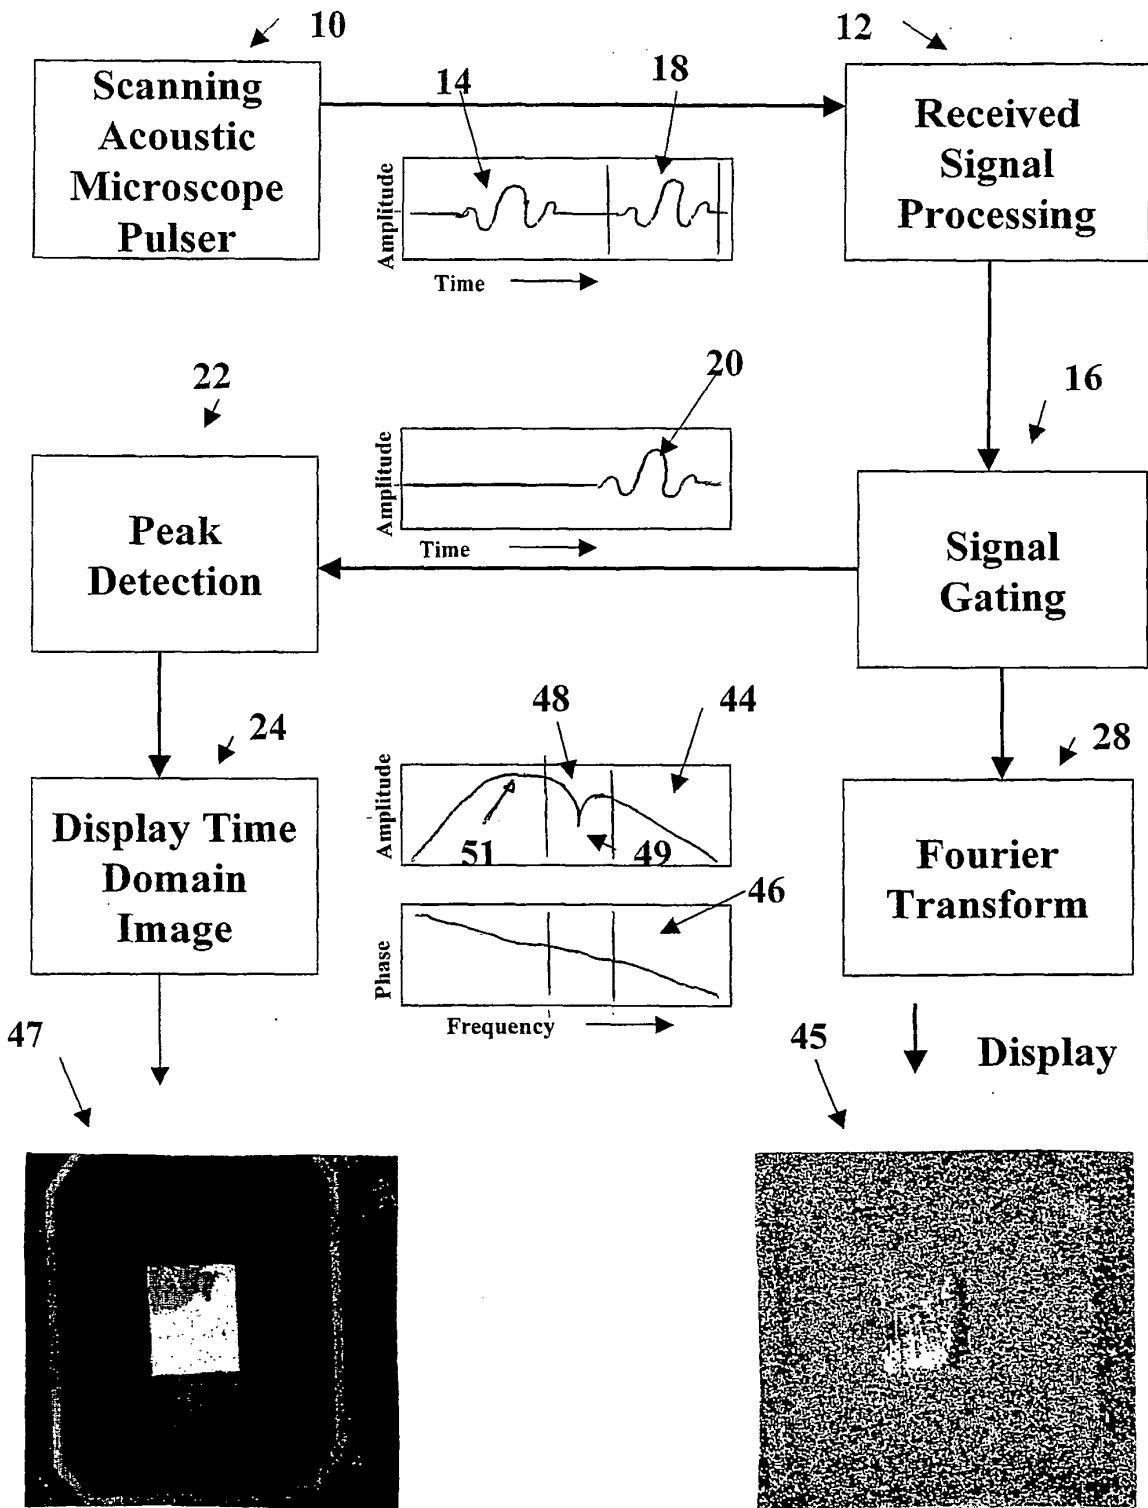 10
12
Scanning
Acoustic
Microscope
Pulser
14
18
Amplitude
Time
Received
Signal
Processing
22
20
16
Amplitude
Time
Peak
Detection
Signal
Gating
24
48
44
28
Display Time
Domain
Image
Amplitude
51
49
Fourier
Transform
46
Phase
Frequency
47
45
Display